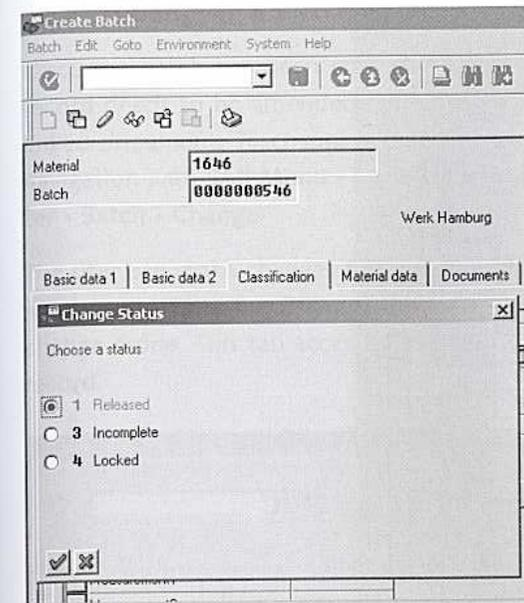 Create Batch
Batch Edit Goto Environment System Help
Material 1646
Batch 0000000546
Werk Hamburg
Basic data 1 Basic data 2 Classification Material data Documents
Change Status
Choose a status
1 Released
3 Incomplete
4 Locked